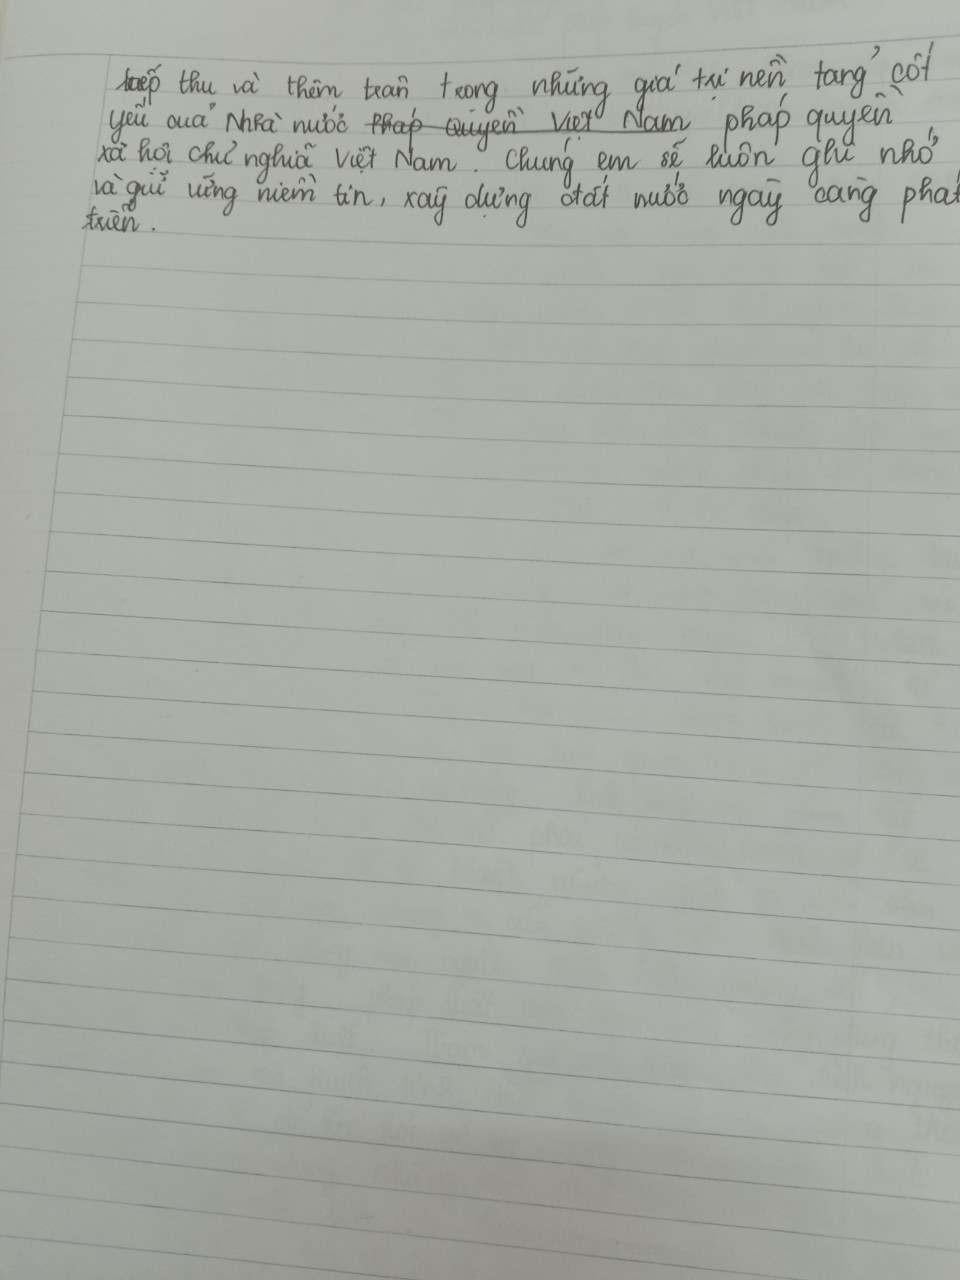 tiếp thu và thêm trân trọng những giá trị nền tảng cốt
yếu của Nhà nước pháp quyền Việt Nam pháp quyền
xã hội chủ nghĩa Việt Nam. Chúng em sẽ luôn ghi nhớ
và giữ vững niềm tin, xây dựng đất nước ngày càng phát
triển.